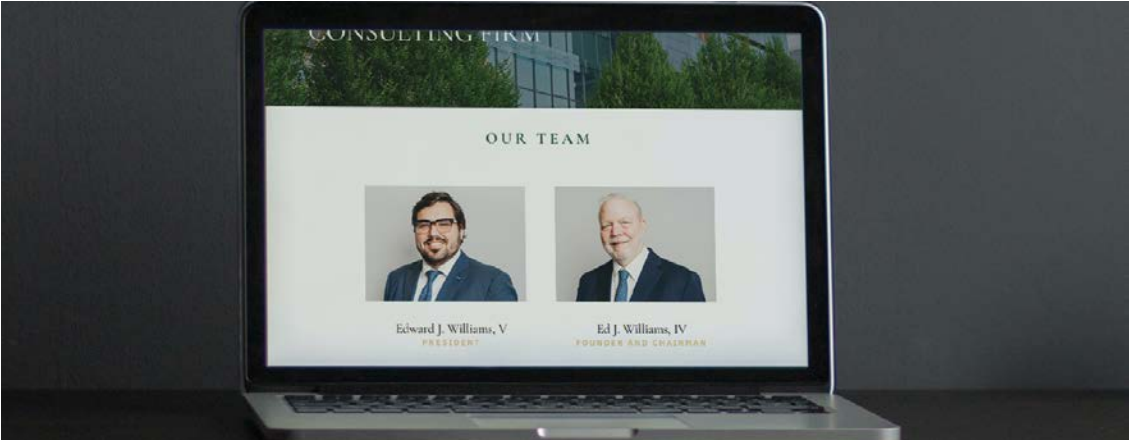 CONSULTING FIRM
OUR TEAM
Edward J. Williams, V
PRESIDENT
Ed J. Williams, IV
FOUNDER AND CHAIRMAN